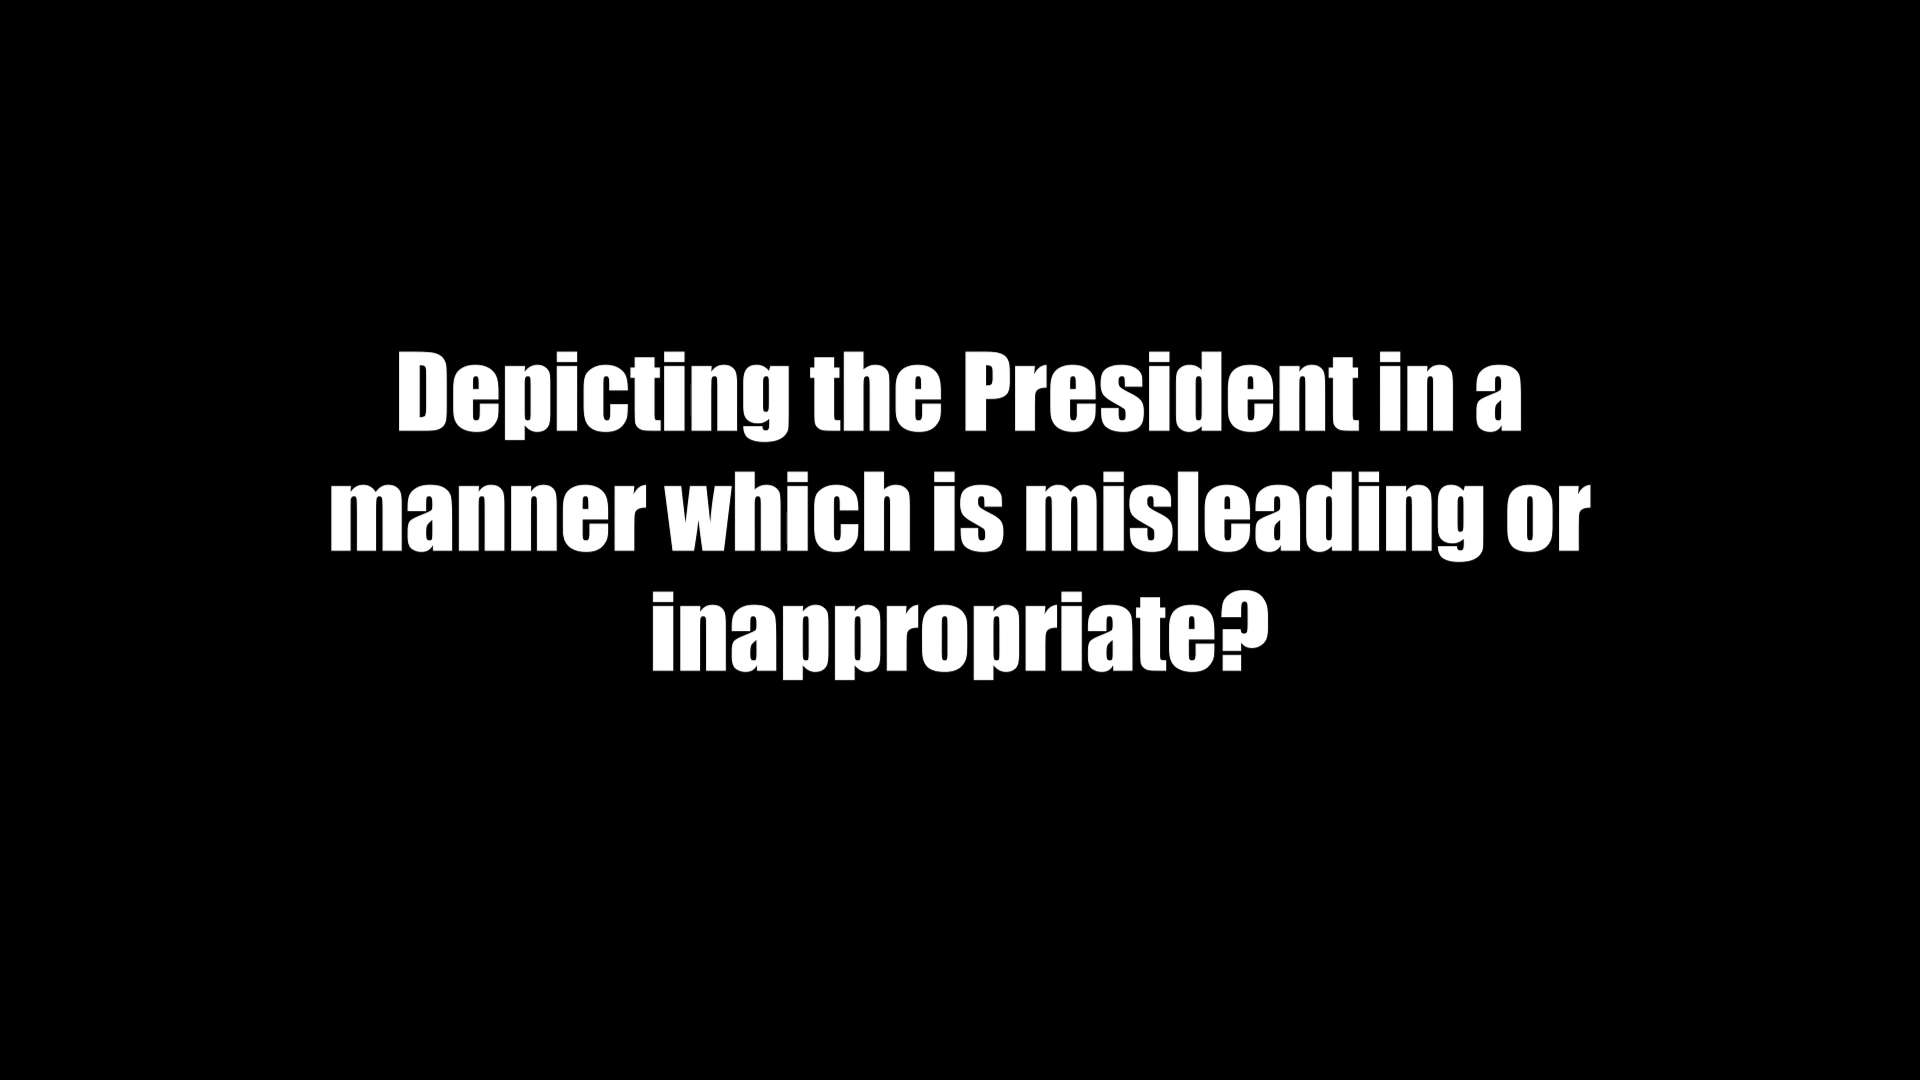 Depicting the President in a
manner which is misleading or
inappropriate?